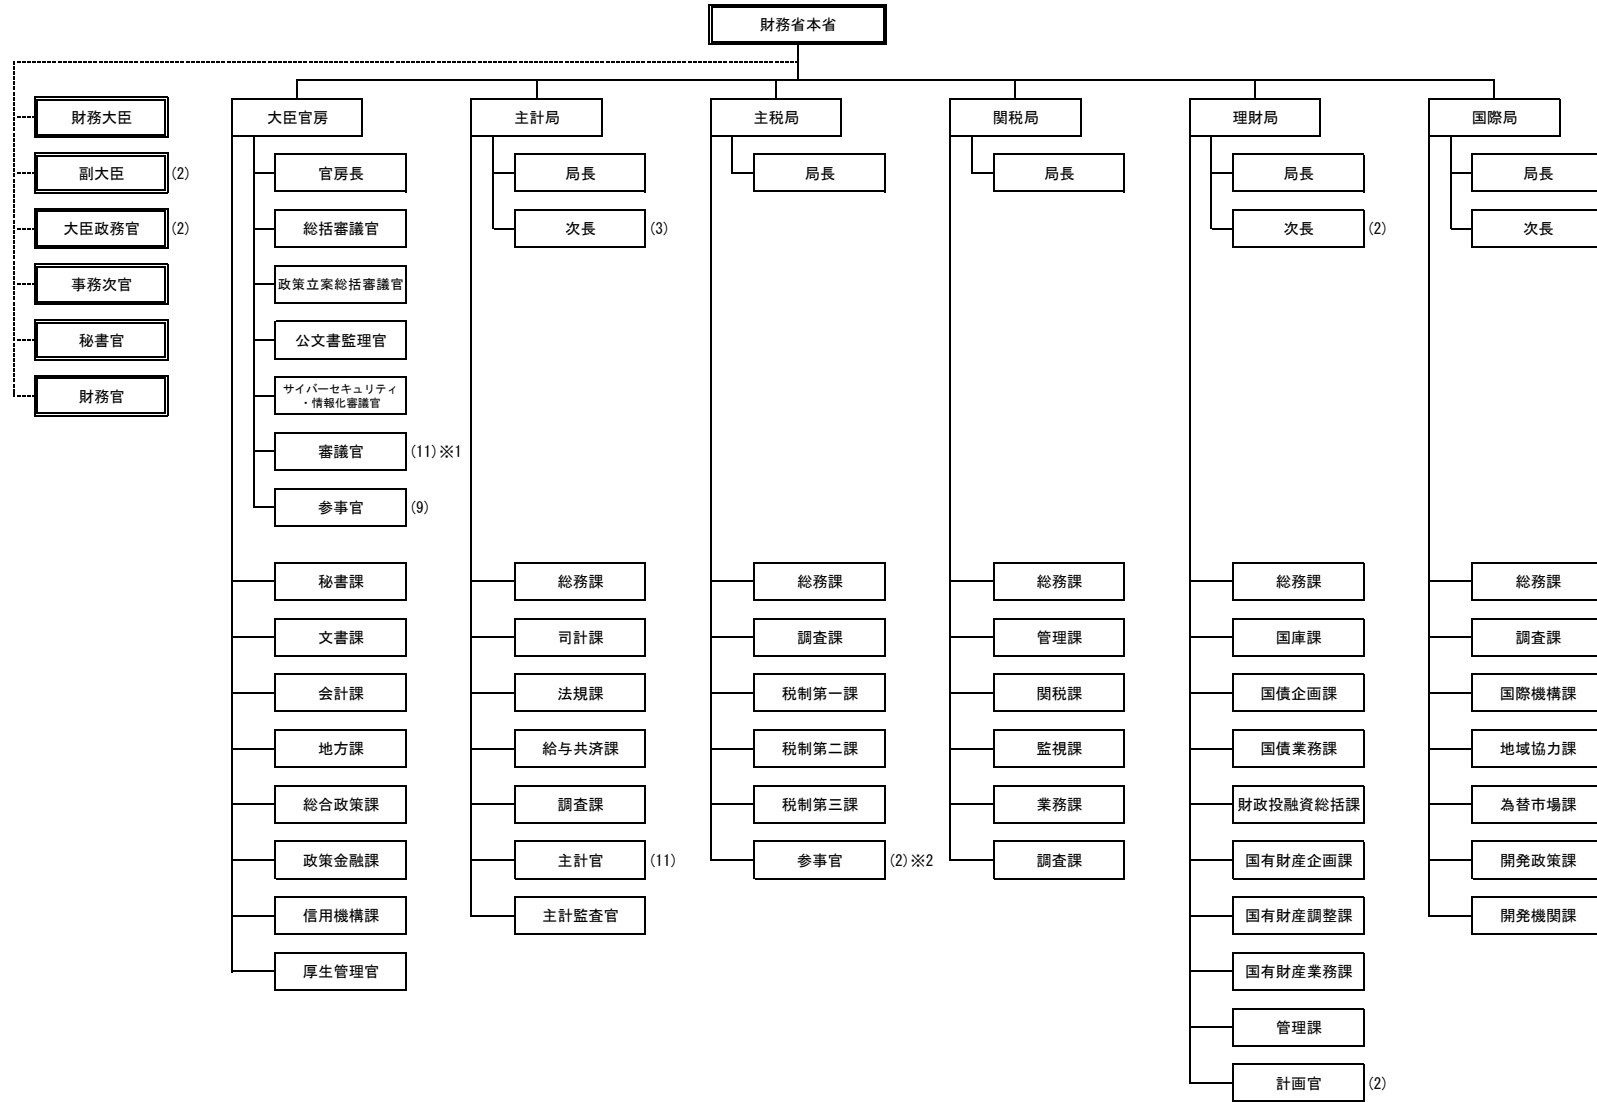 財務省本省
財務大臣
副大臣 (2)
大臣政務官 (2)
事務次官
秘書官
財務官
大臣官房
官房長
総括審議官
政策立案総括審議官
公文書監理官
サイバーセキュリティ
・情報化審議官
審議官 (11)※1
参事官 (9)
秘書課
文書課
会計課
地方課
総合政策課
政策金融課
信用機構課
厚生管理官
主計局
局長
次長 (3)
総務課
司計課
法規課
給与共済課
調査課
主計官 (11)
主計監査官
主税局
局長
総務課
調査課
税制第一課
税制第二課
税制第三課
参事官 (2)※2
関税局
局長
総務課
管理課
関税課
監視課
業務課
調査課
理財局
局長
次長 (2)
総務課
国庫課
国債企画課
国債業務課
財政投融資総括課
国有財産企画課
国有財産調整課
国有財産業務課
管理課
計画官 (2)
国際局
局長
次長
総務課
調査課
国際機構課
地域協力課
為替市場課
開発政策課
開発機関課